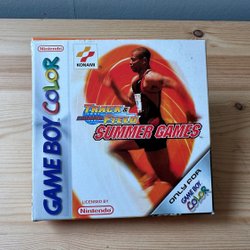 Nintendo
KONAMI
GAME BOY COLOR
TRACK &
FIELD
SUMMER GAMES
LICENSED BY
Nintendo
ONLY FOR
GAME BOY
COLOR